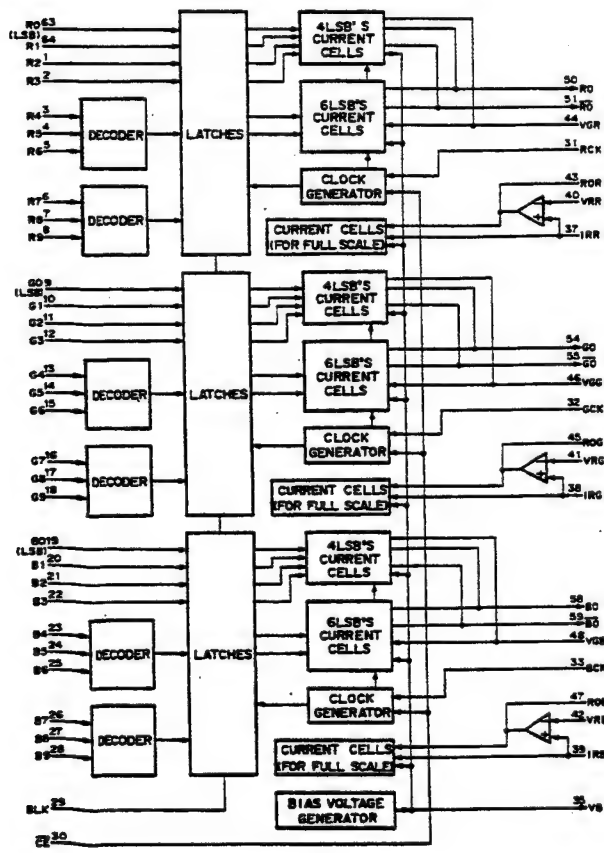 R0 63
(LSB)
R1 64
R2 1
R3 2
R4 3
R5 4
R6 5
R7 6
R8 7
R9 8
DECODER
DECODER
LATCHES
4LSB'S
CURRENT
CELLS
6LSB'S
CURRENT
CELLS
CLOCK
GENERATOR
CURRENT CELLS
(FOR FULL SCALE)
50 RO
51 RO
44 VGR
31 RCK
43 ROR
40 VRR
37 IRR
G0 9
(LSB)
G1 10
G2 11
G3 12
G4 13
G5 14
G6 15
G7 16
G8 17
G9 18
DECODER
DECODER
LATCHES
4LSB'S
CURRENT
CELLS
6LSB'S
CURRENT
CELLS
CLOCK
GENERATOR
CURRENT CELLS
(FOR FULL SCALE)
54 GO
55 GO
46 VGG
32 GCK
45 ROG
41 VRG
38 IRG
B0 19
(LSB)
B1 20
B2 21
B3 22
B4 23
B5 24
B6 25
B7 26
B8 27
B9 28
DECODER
DECODER
LATCHES
4LSB'S
CURRENT
CELLS
6LSB'S
CURRENT
CELLS
CLOCK
GENERATOR
CURRENT CELLS
(FOR FULL SCALE)
BIAS VOLTAGE
GENERATOR
58 BO
59 BO
48 VGB
33 BCK
47 ROB
42 VRB
39 IRB
VB
BLK 29
CE 30